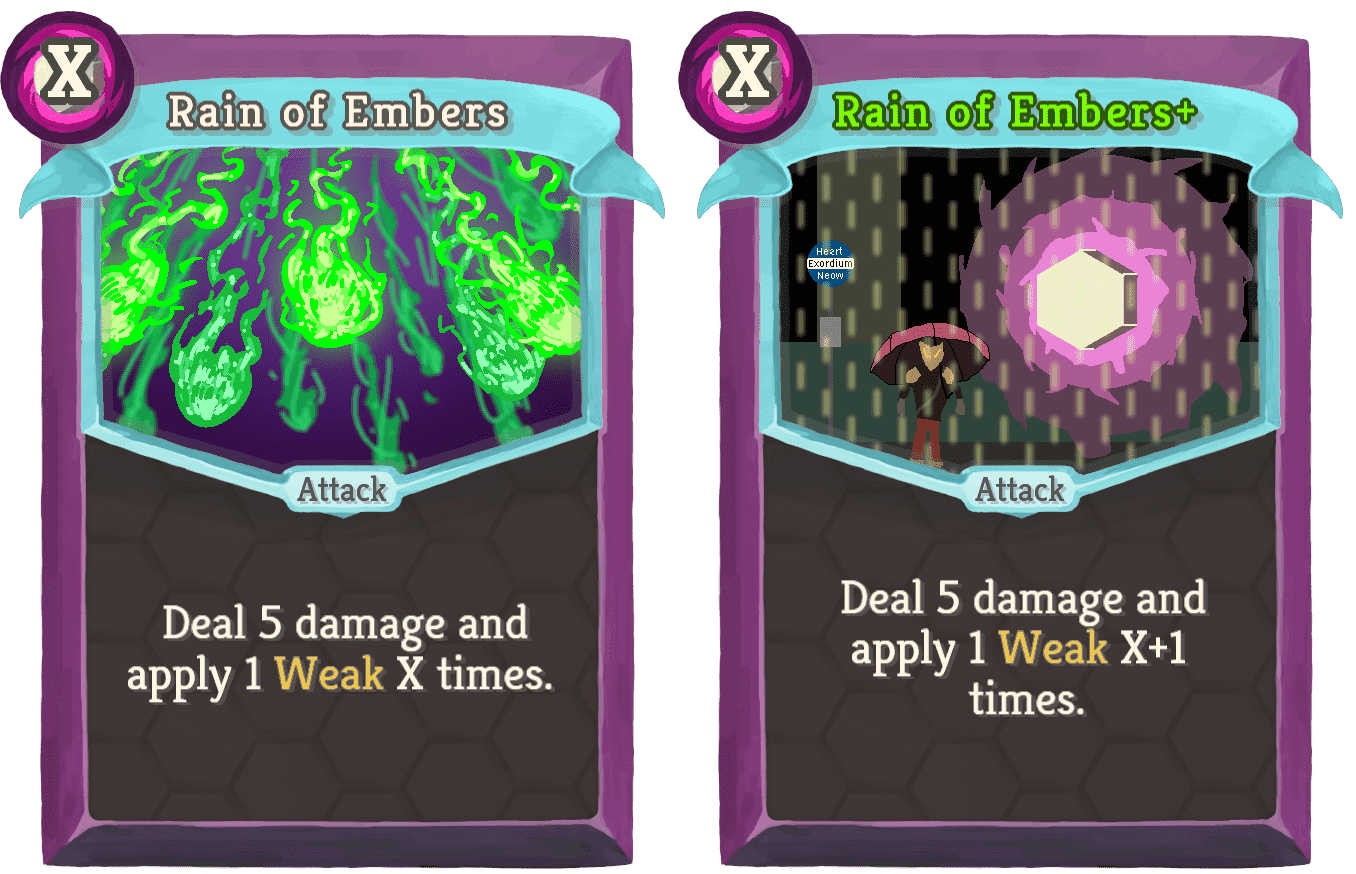 X
Rain of Embers
Attack
Deal 5 damage and
apply 1 Weak X times.
X
Rain of Embers+
Heart
Exordium
Neow
Attack
Deal 5 damage and
apply 1 Weak X+1
times.